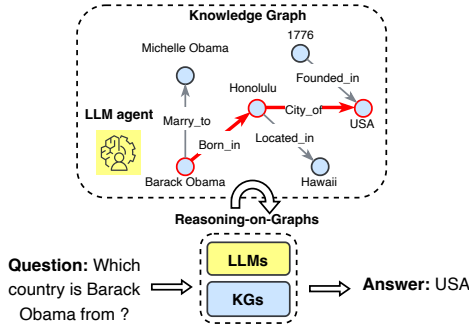 Knowledge Graph
1776
Michelle Obama
Founded_in
Honolulu
LLM agent
City_of
USA
Marry_to
Born_in
Located_in
Barack Obama
Hawaii
Reasoning-on-Graphs
Question: Which
country is Barack
Obama from ?
LLMs
KGs
Answer: USA